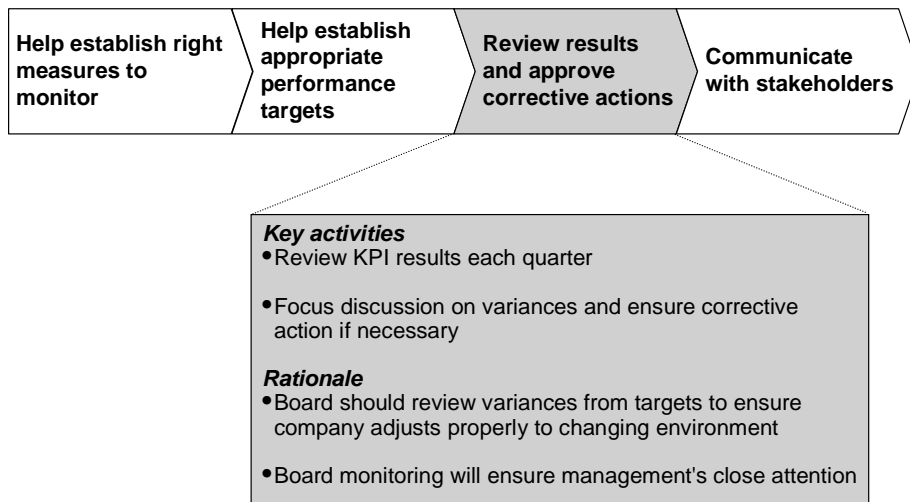 Help establish right
measures to
monitor
Help establish
appropriate
performance
targets
Review results
and approve
corrective actions
Communicate
with stakeholders
Key activities
•Review KPI results each quarter
•Focus discussion on variances and ensure corrective
action if necessary
Rationale
•Board should review variances from targets to ensure
company adjusts properly to changing environment
•Board monitoring will ensure management's close attention